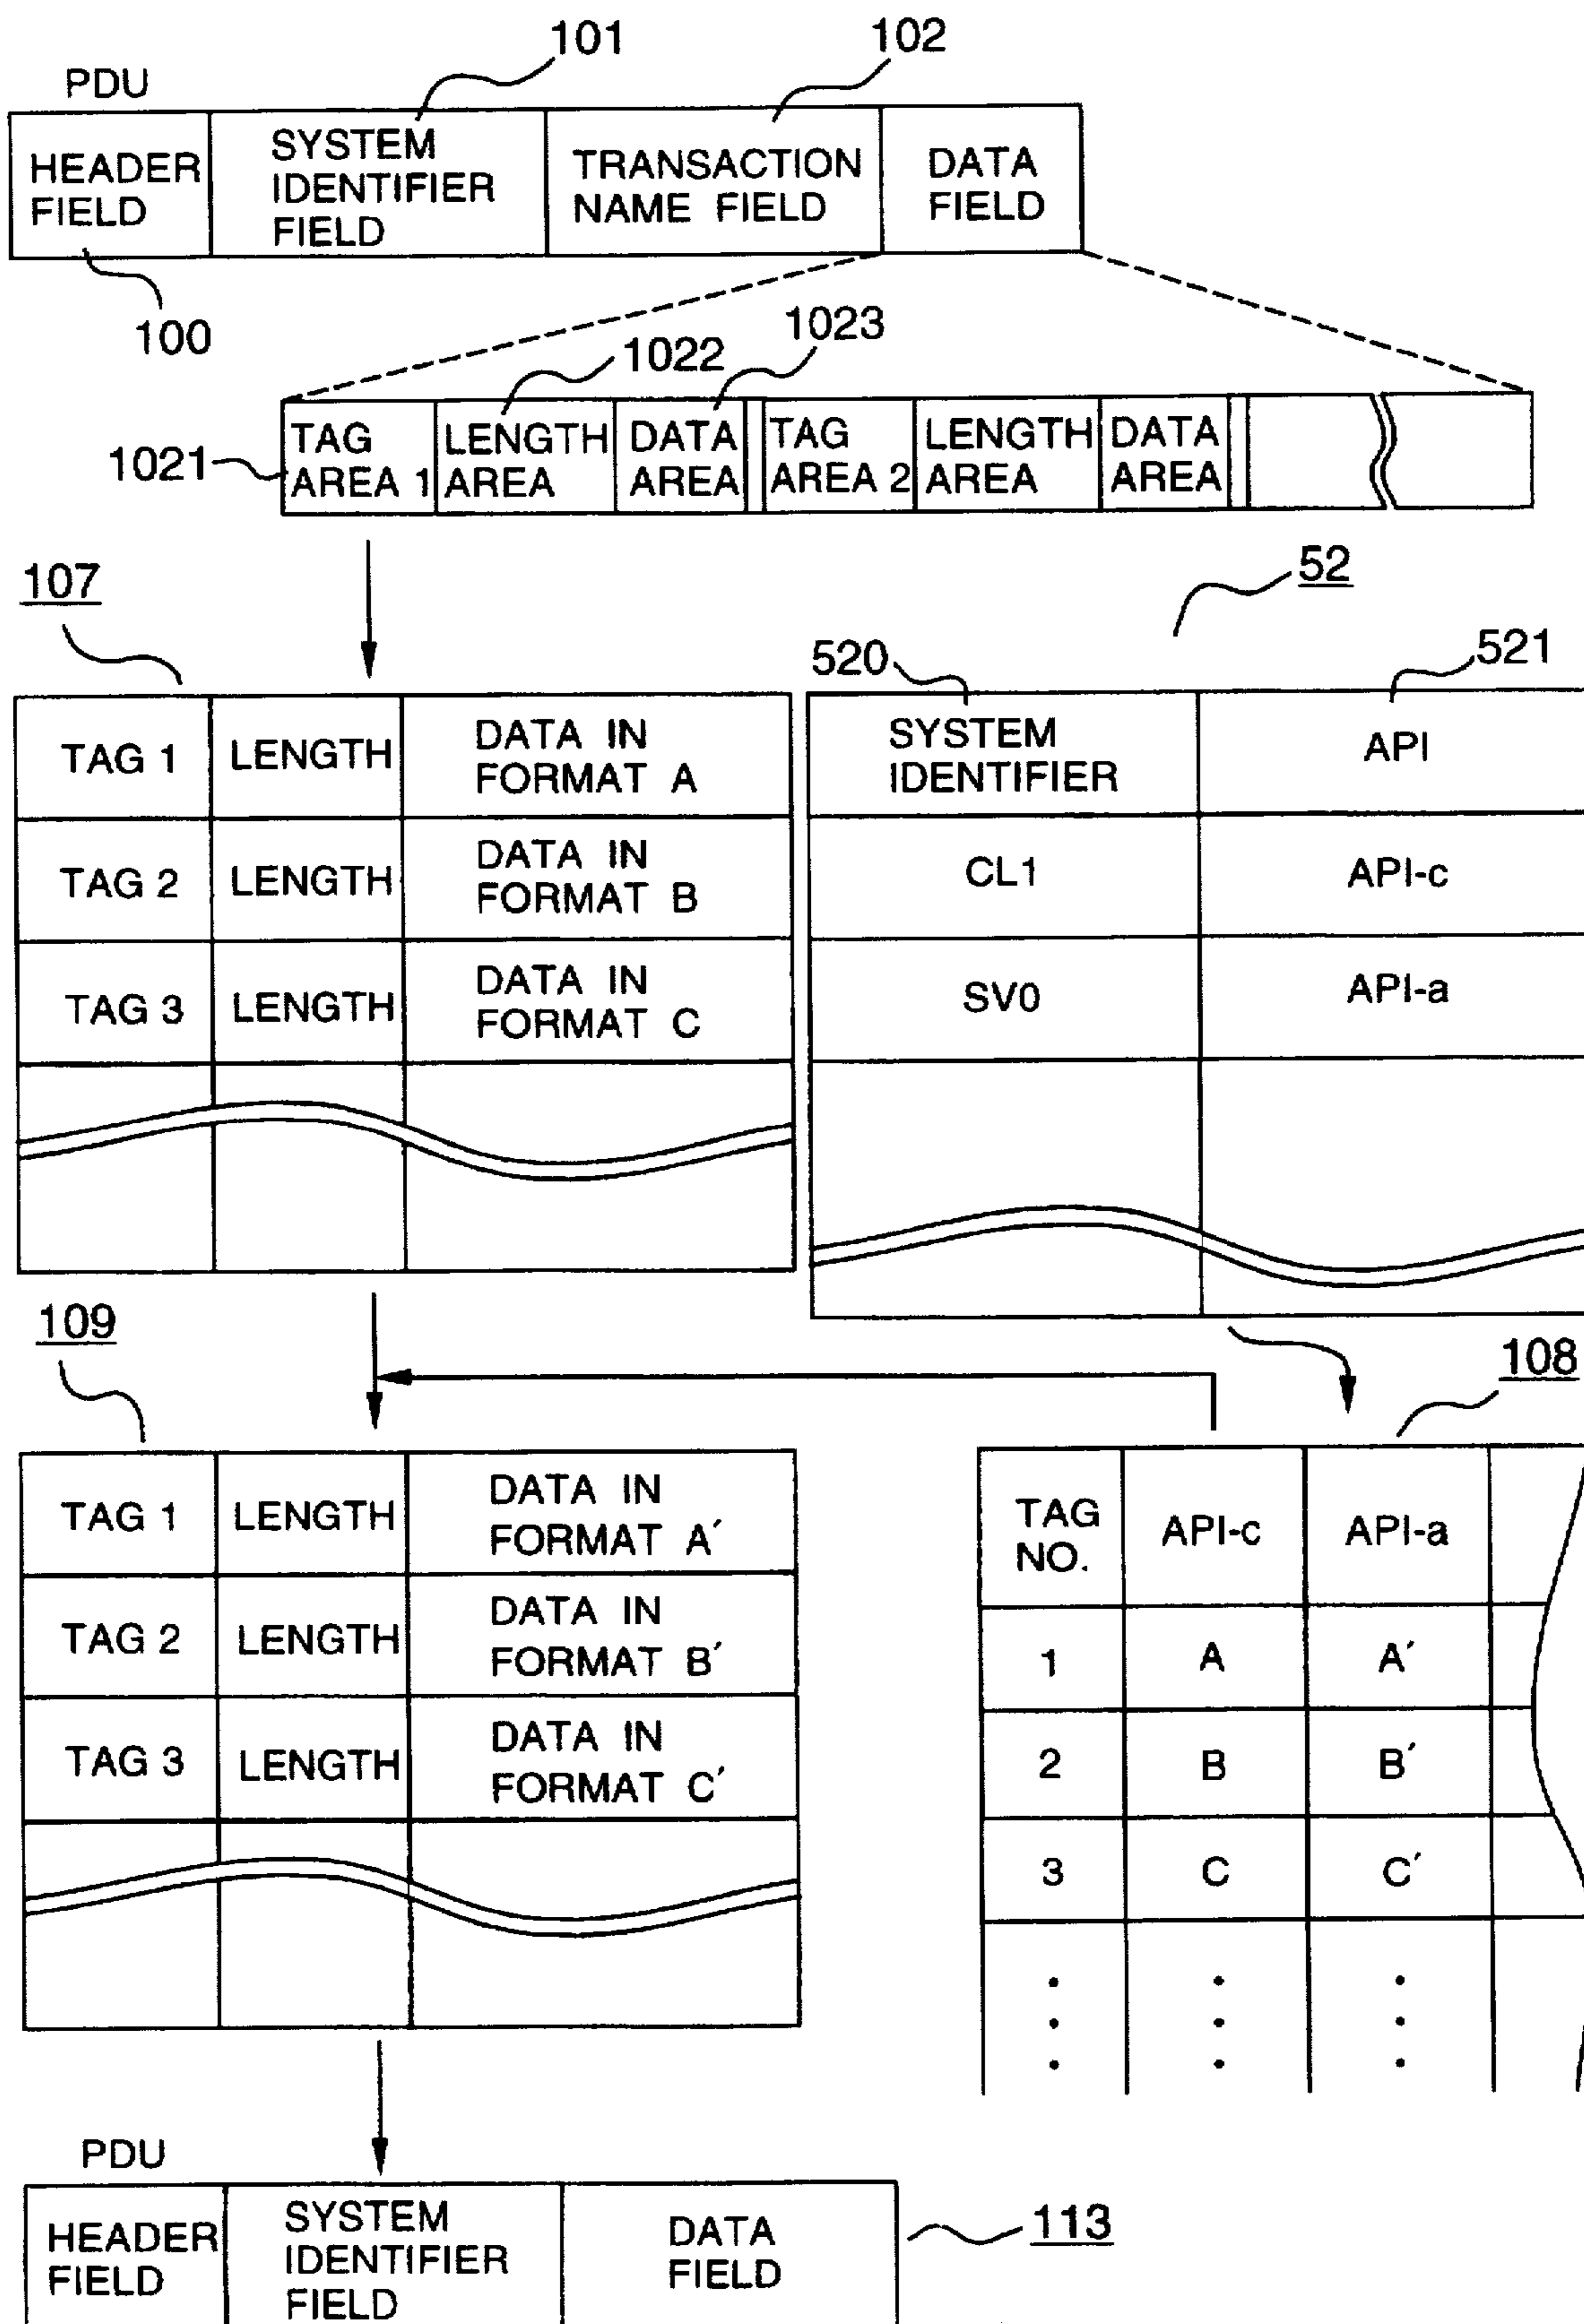 101
102
PDU
HEADER
FIELD
SYSTEM
IDENTIFIER
FIELD
TRANSACTION
NAME FIELD
DATA
FIELD
100
1022
1023
1021
TAG
AREA 1
LENGTH
AREA
DATA
AREA
TAG
AREA 2
LENGTH
AREA
DATA
AREA
107
52
520
521
TAG 1
LENGTH
DATA IN
FORMAT A
TAG 2
LENGTH
DATA IN
FORMAT B
TAG 3
LENGTH
DATA IN
FORMAT C
SYSTEM
IDENTIFIER
API
CL1
API-c
SV0
API-a
109
108
TAG 1
LENGTH
DATA IN
FORMAT A′
TAG 2
LENGTH
DATA IN
FORMAT B′
TAG 3
LENGTH
DATA IN
FORMAT C′
TAG
NO.
API-c
API-a
1
A
A′
2
B
B′
3
C
C′
PDU
HEADER
FIELD
SYSTEM
IDENTIFIER
FIELD
DATA
FIELD
113